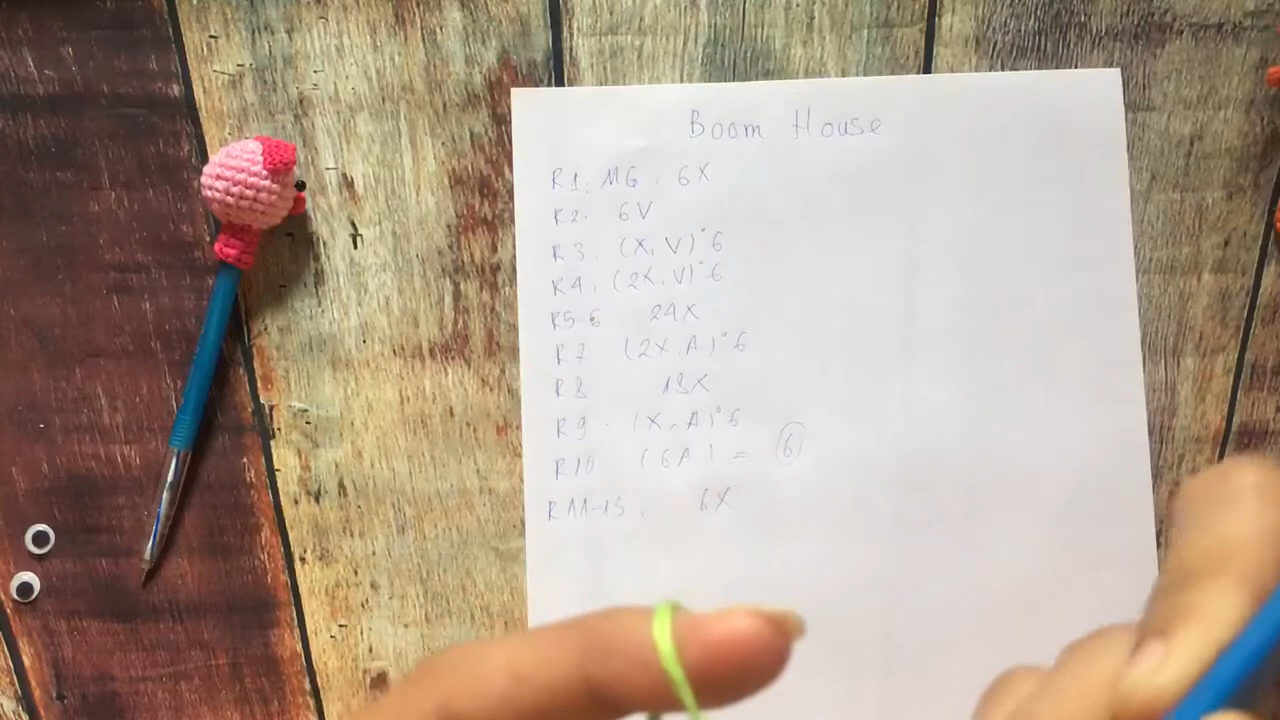 Boom House
R1: MG, 6X
R2. 6V
R3. (X, V)*6
R4, (2X, V)*6
R5-6 24X
R7 (2X, A)*6
R8 18X
R9. (X, A)*6
R10 (6A) = 6
R11-13, 6X